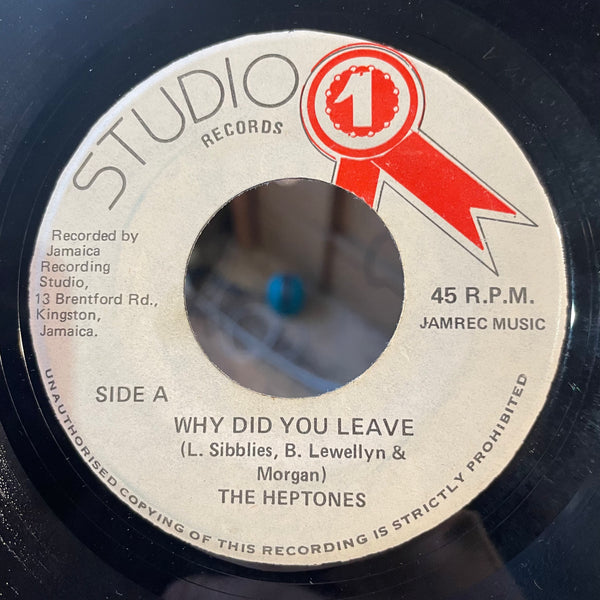 STUDIO
1
RECORDS
Recorded by
Jamaica
Recording
Studio,
13 Brentford Rd.,
Kingston,
Jamaica.
45 R.P.M.
JAMREC MUSIC
SIDE A
WHY DID YOU LEAVE
(L. Sibblies, B. Lewellyn &
Morgan)
THE HEPTONES
UNAUTHORISED COPYING OF THIS RECORDING IS STRICTLY PROHIBITED